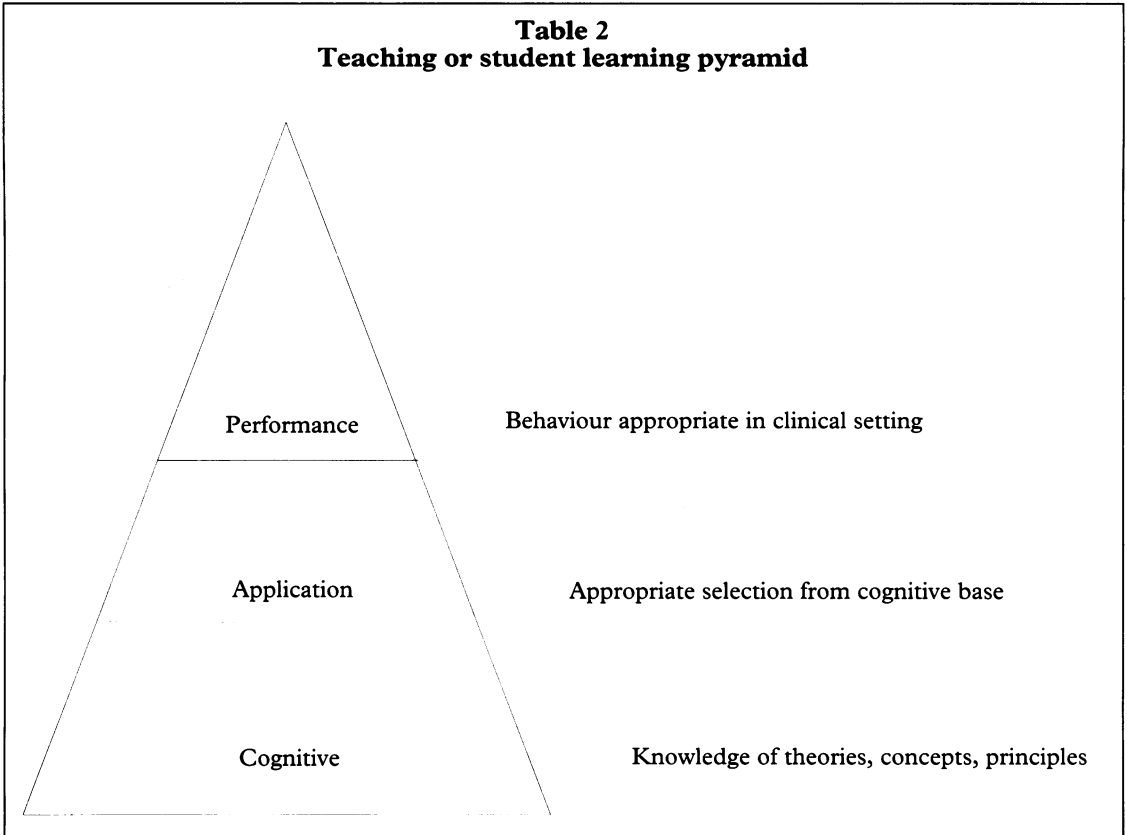 Table 2
Teaching or student learning pyramid
Performance
Behaviour appropriate in clinical setting
Application
Appropriate selection from cognitive base
Cognitive
Knowledge of theories, concepts, principles